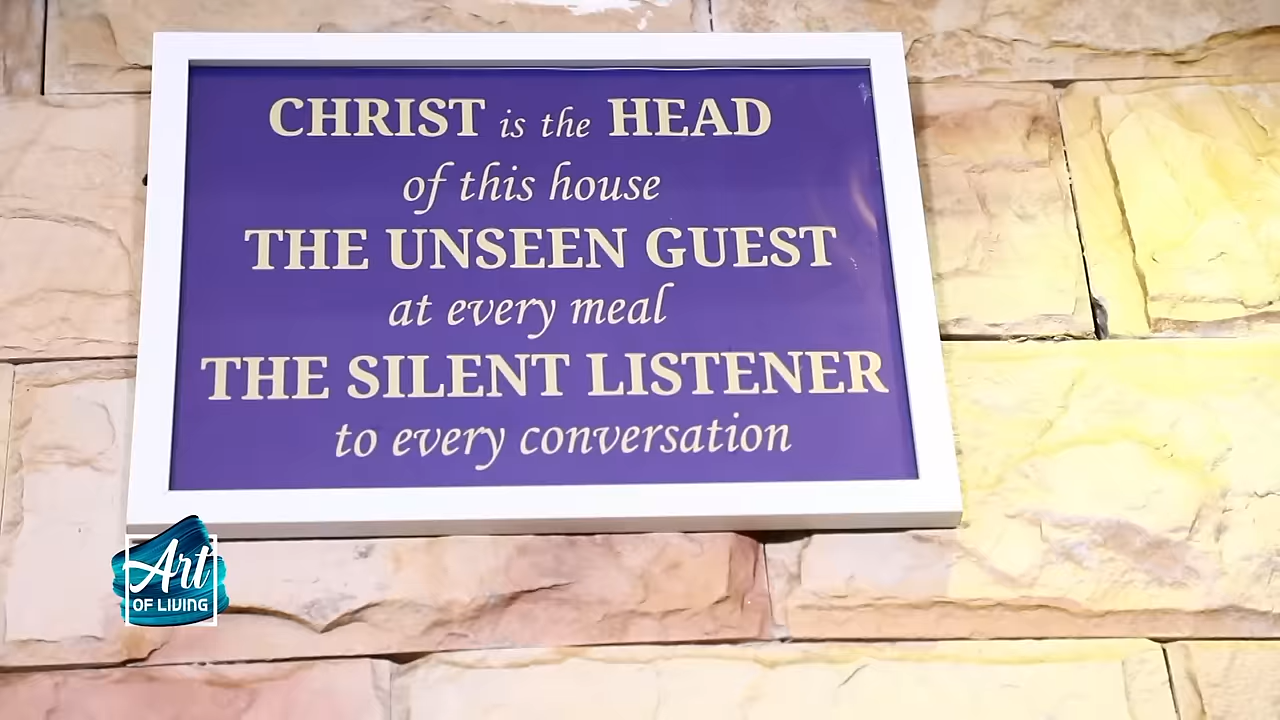 CHRIST is the HEAD
of this house
THE UNSEEN GUEST
at every meal
THE SILENT LISTENER
to every conversation
Art
OF LIVING